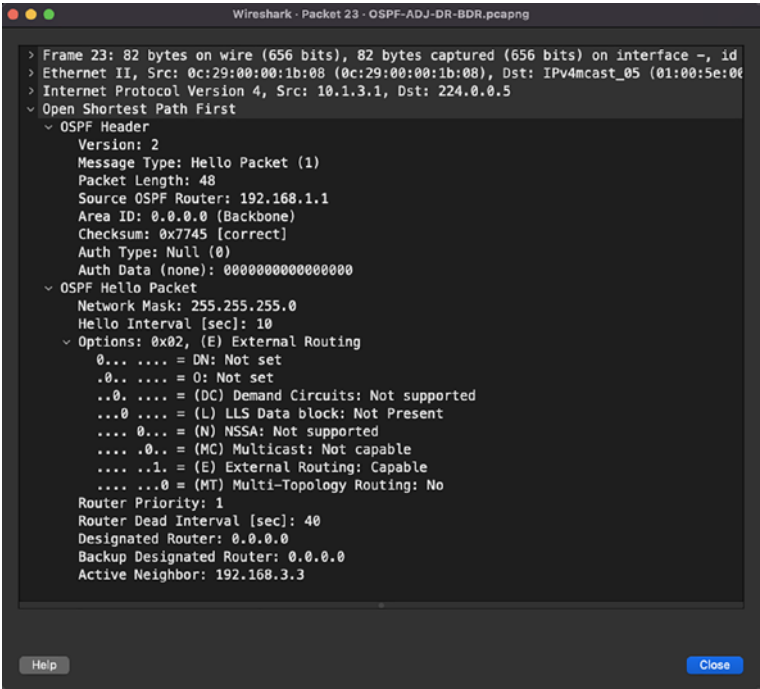 Wireshark · Packet 23 · OSPF-ADJ-DR-BDR.pcapng
Frame 23: 82 bytes on wire (656 bits), 82 bytes captured (656 bits) on interface -, id
Ethernet II, Src: 0c:29:00:00:1b:08 (0c:29:00:00:1b:08), Dst: IPv4mcast_05 (01:00:5e:00
Internet Protocol Version 4, Src: 10.1.3.1, Dst: 224.0.0.5
Open Shortest Path First
OSPF Header
Version: 2
Message Type: Hello Packet (1)
Packet Length: 48
Source OSPF Router: 192.168.1.1
Area ID: 0.0.0.0 (Backbone)
Checksum: 0x7745 [correct]
Auth Type: Null (0)
Auth Data (none): 0000000000000000
OSPF Hello Packet
Network Mask: 255.255.255.0
Hello Interval [sec]: 10
Options: 0x02, (E) External Routing
0... .... = DN: Not set
.0.. .... = O: Not set
..0. .... = (DC) Demand Circuits: Not supported
...0 .... = (L) LLS Data block: Not Present
.... 0... = (N) NSSA: Not supported
.... .0.. = (MC) Multicast: Not capable
.... ..1. = (E) External Routing: Capable
.... ...0 = (MT) Multi-Topology Routing: No
Router Priority: 1
Router Dead Interval [sec]: 40
Designated Router: 0.0.0.0
Backup Designated Router: 0.0.0.0
Active Neighbor: 192.168.3.3
Help
Close